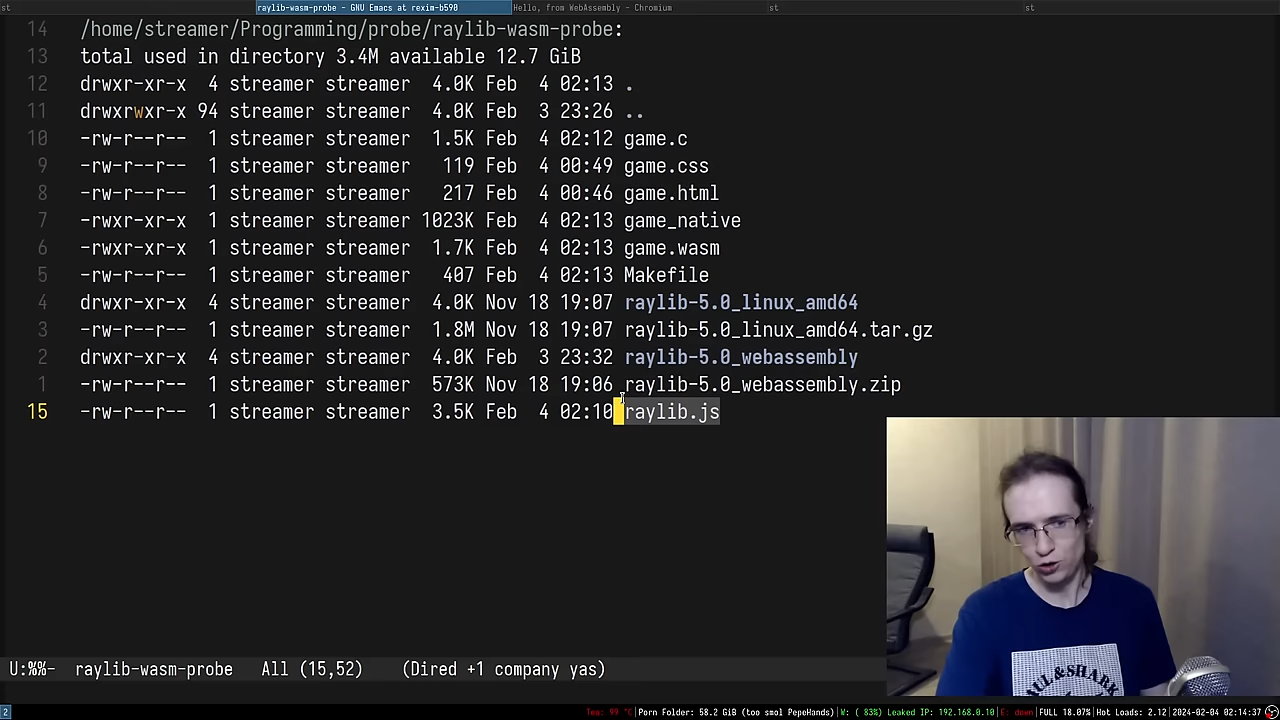 st raylib-wasm-probe - GNU Emacs at rexim-b590 Hello, from WebAssembly - Chromium st st
14 /home/streamer/Programming/probe/raylib-wasm-probe:
13 total used in directory 3.4M available 12.7 GiB
12 drwxr-xr-x 4 streamer streamer 4.0K Feb 4 02:13 .
11 drwxrwxr-x 94 streamer streamer 4.0K Feb 3 23:26 ..
10 -rw-r--r-- 1 streamer streamer 1.5K Feb 4 02:12 game.c
9 -rw-r--r-- 1 streamer streamer 119 Feb 4 00:49 game.css
8 -rw-r--r-- 1 streamer streamer 217 Feb 4 00:46 game.html
7 -rwxr-xr-x 1 streamer streamer 1023K Feb 4 02:13 game_native
6 -rwxr-xr-x 1 streamer streamer 1.7K Feb 4 02:13 game.wasm
5 -rw-r--r-- 1 streamer streamer 407 Feb 4 02:13 Makefile
4 drwxr-xr-x 4 streamer streamer 4.0K Nov 18 19:07 raylib-5.0_linux_amd64
3 -rw-r--r-- 1 streamer streamer 1.8M Nov 18 19:07 raylib-5.0_linux_amd64.tar.gz
2 drwxr-xr-x 4 streamer streamer 4.0K Feb 3 23:32 raylib-5.0_webassembly
1 -rw-r--r-- 1 streamer streamer 573K Nov 18 19:06 raylib-5.0_webassembly.zip
15 -rw-r--r-- 1 streamer streamer 3.5K Feb 4 02:10 raylib.js
U:%%- raylib-wasm-probe All (15,52) (Dired +1 company yas)
2 Tem: 99 °C|Porn Folder: 58.2 GiB (too smol PepeHands)|W: ( 83%) Leaked IP: 192.168.0.10|E: down|FULL 18.07%|Hot Loads: 2.12|2024-02-04 02:14:37